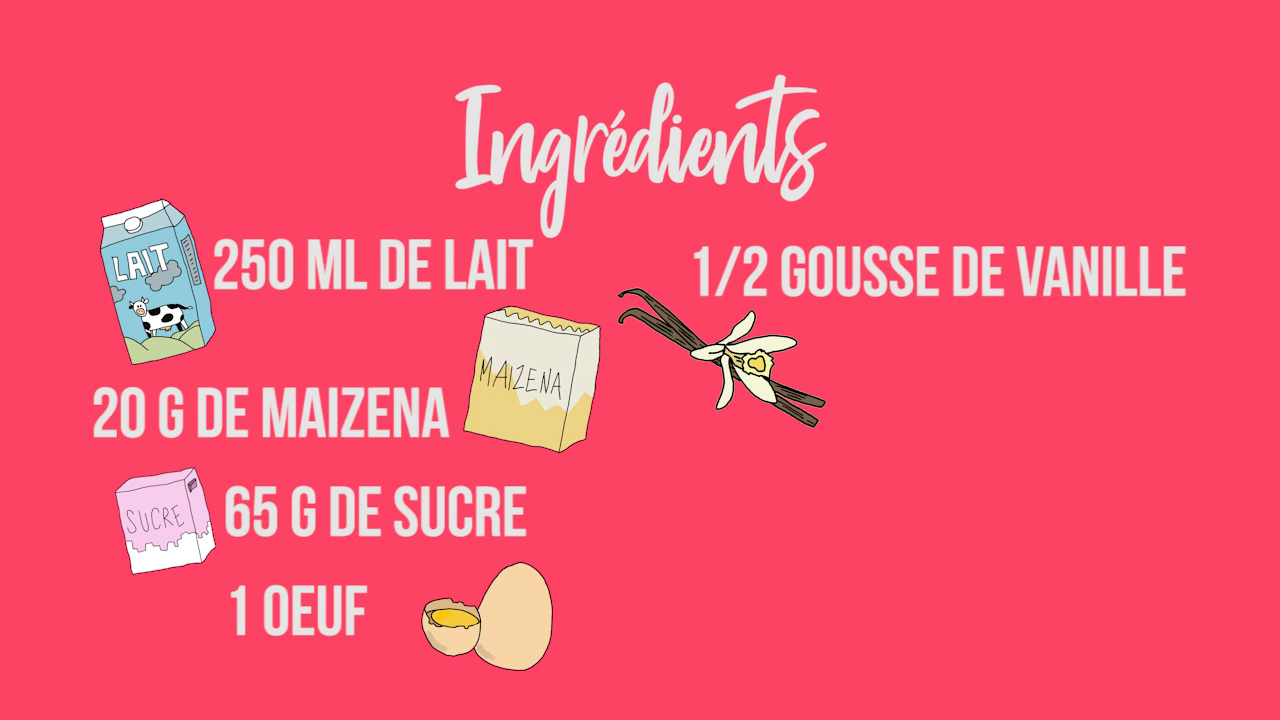 Ingrédients
LAIT
250 ML DE LAIT
20 G DE MAIZENA
MAIZENA
SUCRE
65 G DE SUCRE
1 OEUF
1/2 GOUSSE DE VANILLE